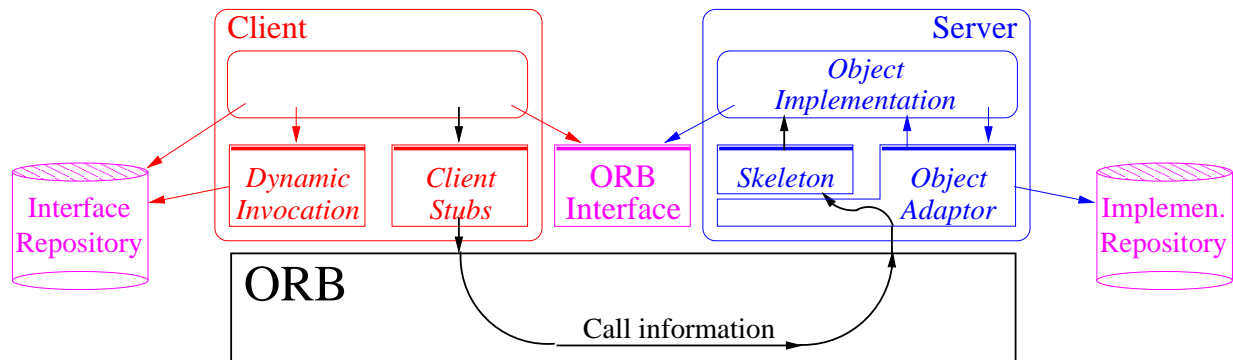 Client
Server
Object
Implementation
Dynamic
Invocation
Client
Stubs
ORB
Interface
Skeleton
Object
Adaptor
Interface
Repository
Implemen.
Repository
ORB
Call information